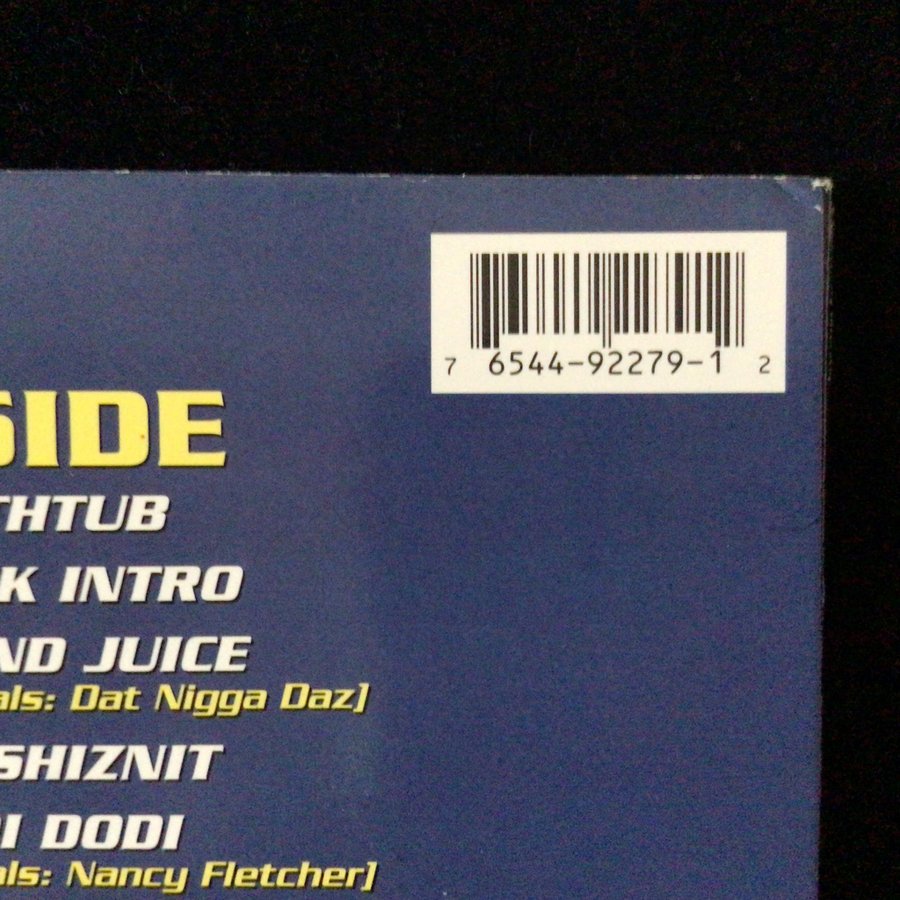 7 6544-92279-1 2
SIDE
THTUB
K INTRO
ND JUICE
als: Dat Nigga Daz]
SHIZNIT
I DODI
als: Nancy Fletcher]